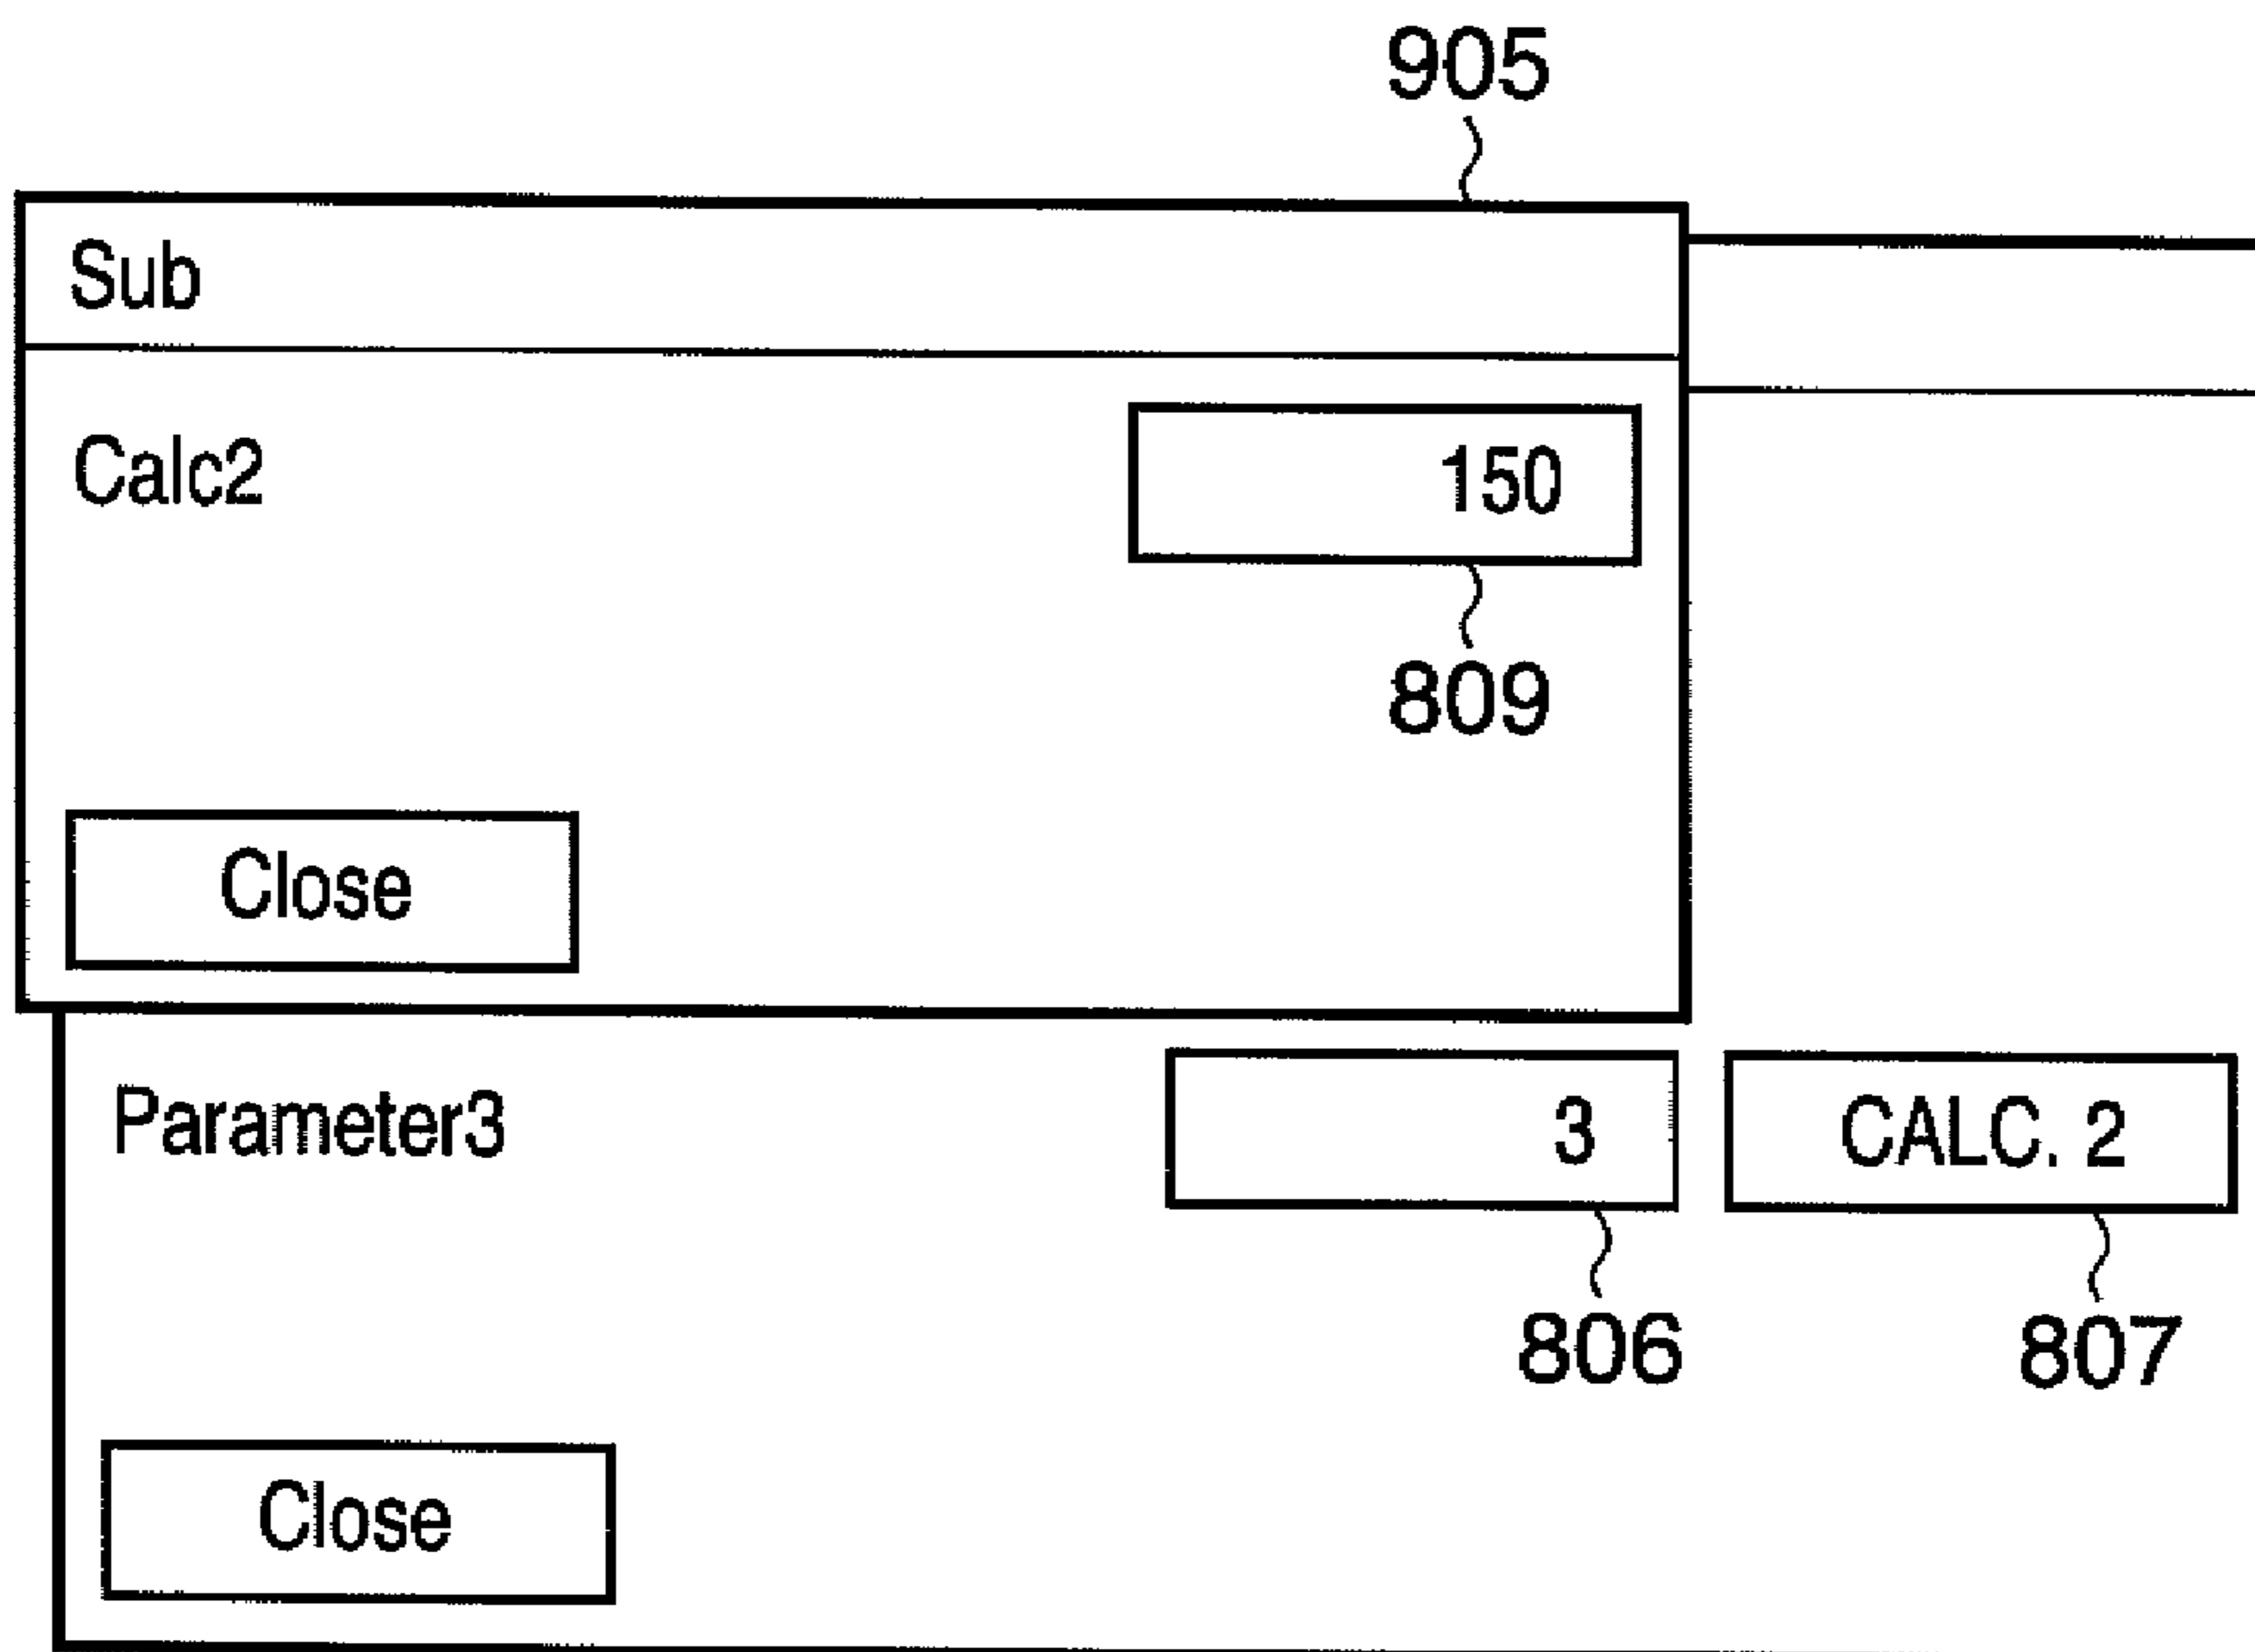 905
Sub
Calc2 150
809
Close
Parameter3 3 CALC. 2
806 807
Close